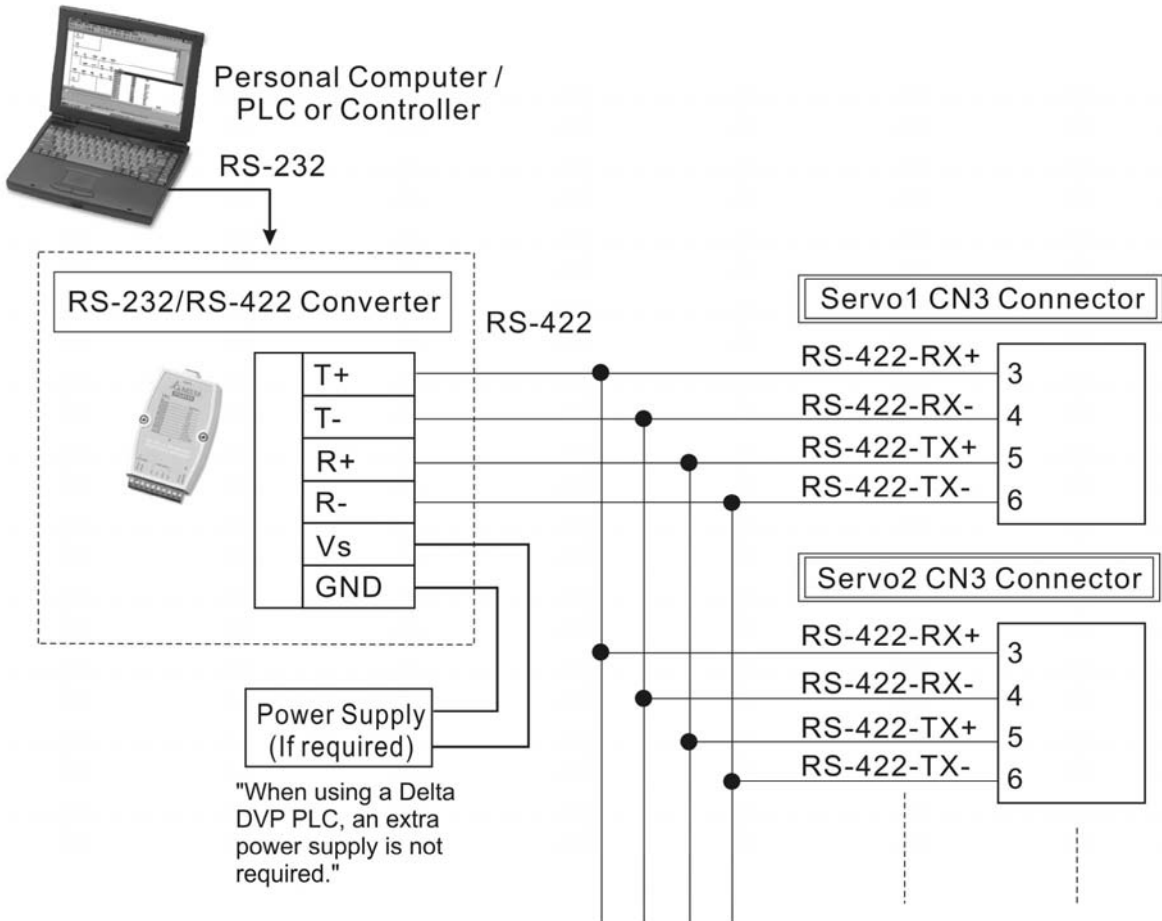 Personal Computer /
PLC or Controller
RS-232
RS-232/RS-422 Converter
RS-422
T+
T-
R+
R-
Vs
GND
Power Supply
(If required)
"When using a Delta
DVP PLC, an extra
power supply is not
required."
Servo1 CN3 Connector
RS-422-RX+
3
RS-422-RX-
4
RS-422-TX+
5
RS-422-TX-
6
Servo2 CN3 Connector
RS-422-RX+
3
RS-422-RX-
4
RS-422-TX+
5
RS-422-TX-
6